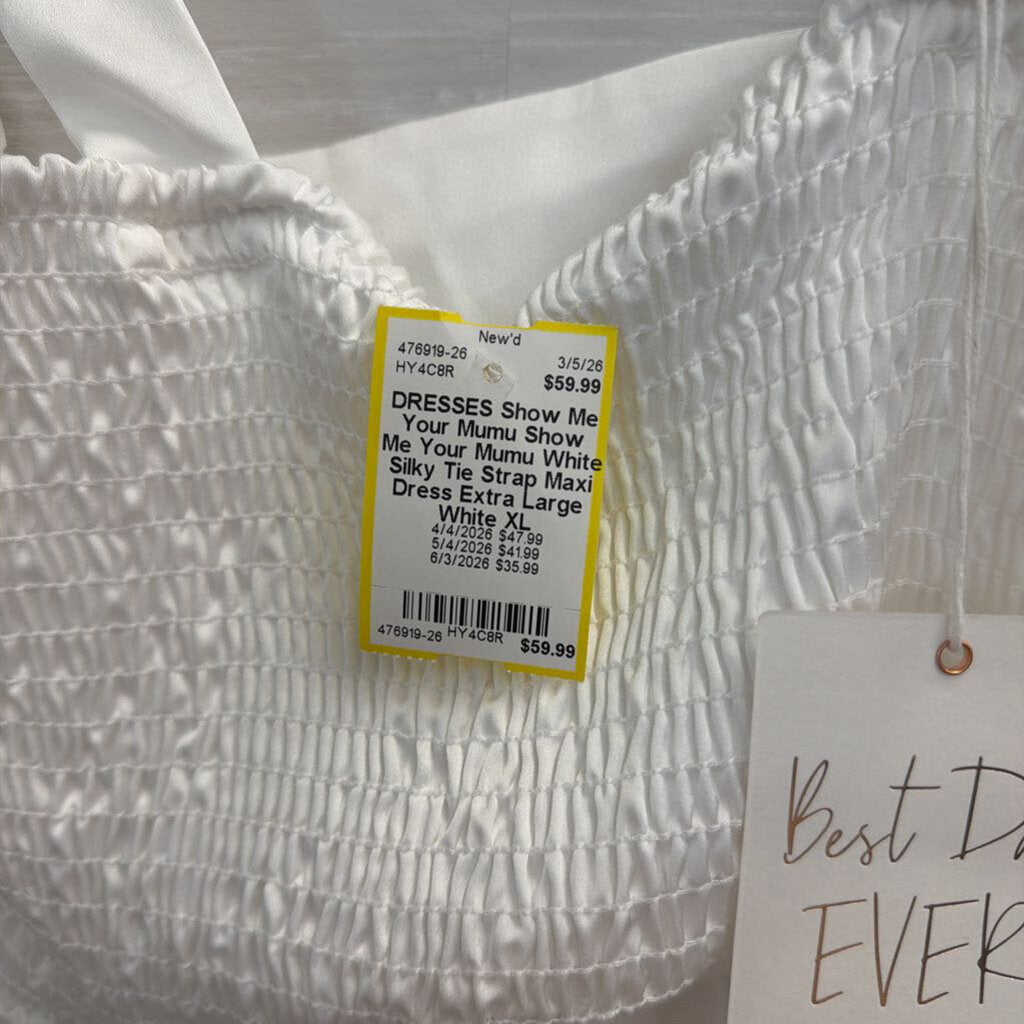 New'd
476919-26 3/5/26
HY4C8R $59.99
DRESSES Show Me
Your Mumu Show
Me Your Mumu White
Silky Tie Strap Maxi
Dress Extra Large
White XL
4/4/2026 $47.99
5/4/2026 $41.99
6/3/2026 $35.99
476919-26 HY4C8R $59.99
Best
EVER